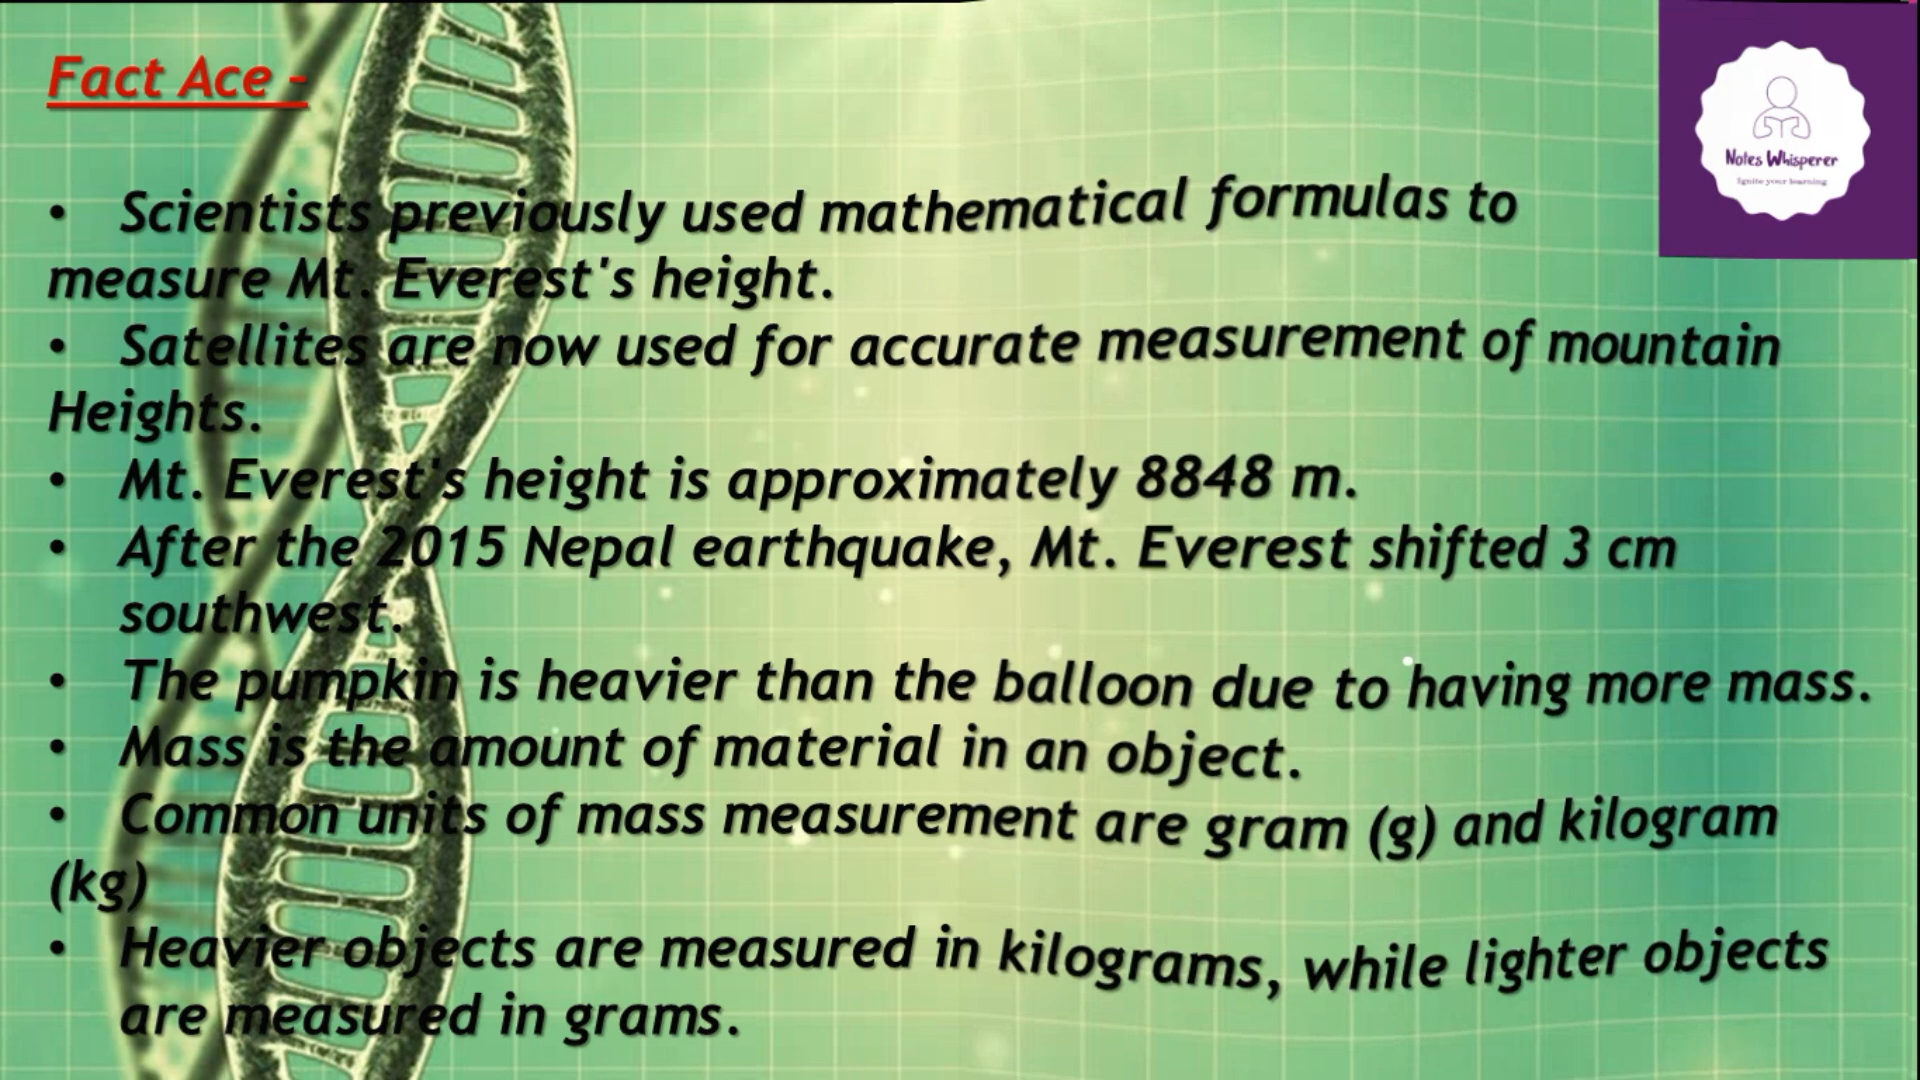 Fact Ace -
Notes Whisperer
Ignite your learning
• Scientists previously used mathematical formulas to
measure Mt. Everest's height.
• Satellites are now used for accurate measurement of mountain
Heights.
• Mt. Everest's height is approximately 8848 m.
• After the 2015 Nepal earthquake, Mt. Everest shifted 3 cm
southwest.
• The pumpkin is heavier than the balloon due to having more mass.
• Mass is the amount of material in an object.
• Common units of mass measurement are gram (g) and kilogram
(kg)
• Heavier objects are measured in kilograms, while lighter objects
are measured in grams.